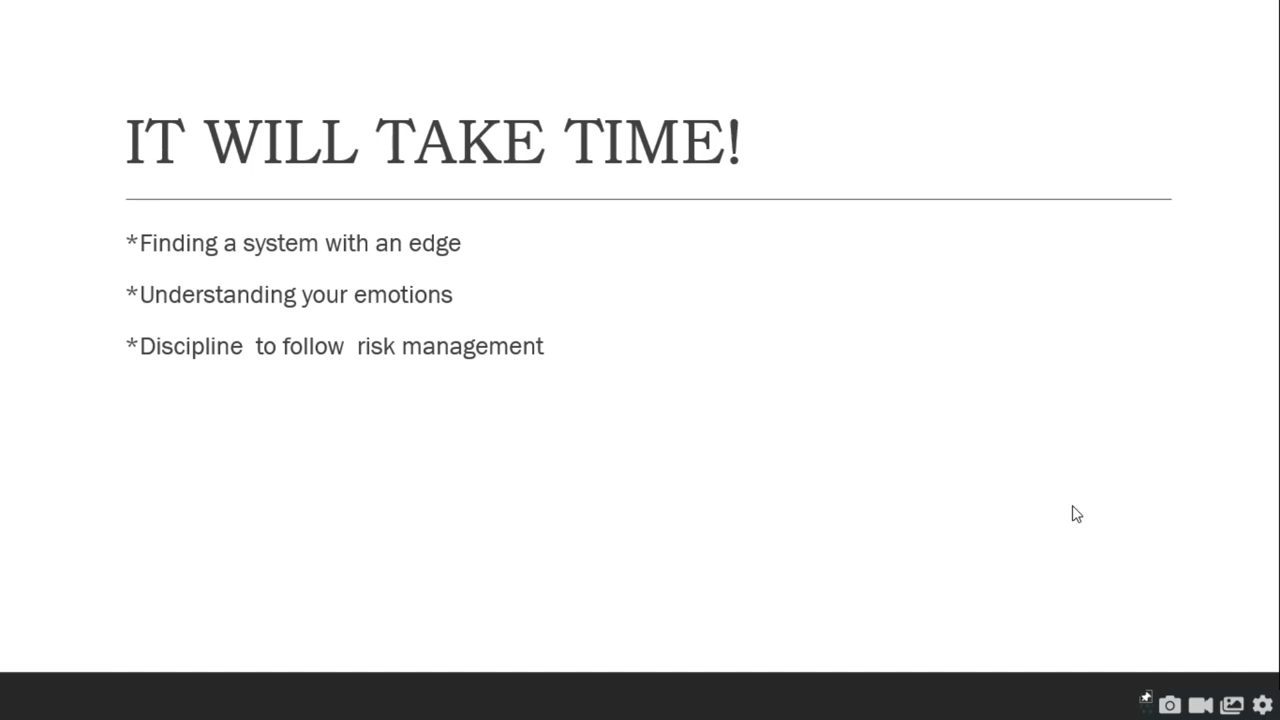 IT WILL TAKE TIME!
*Finding a system with an edge
*Understanding your emotions
*Discipline  to follow  risk management